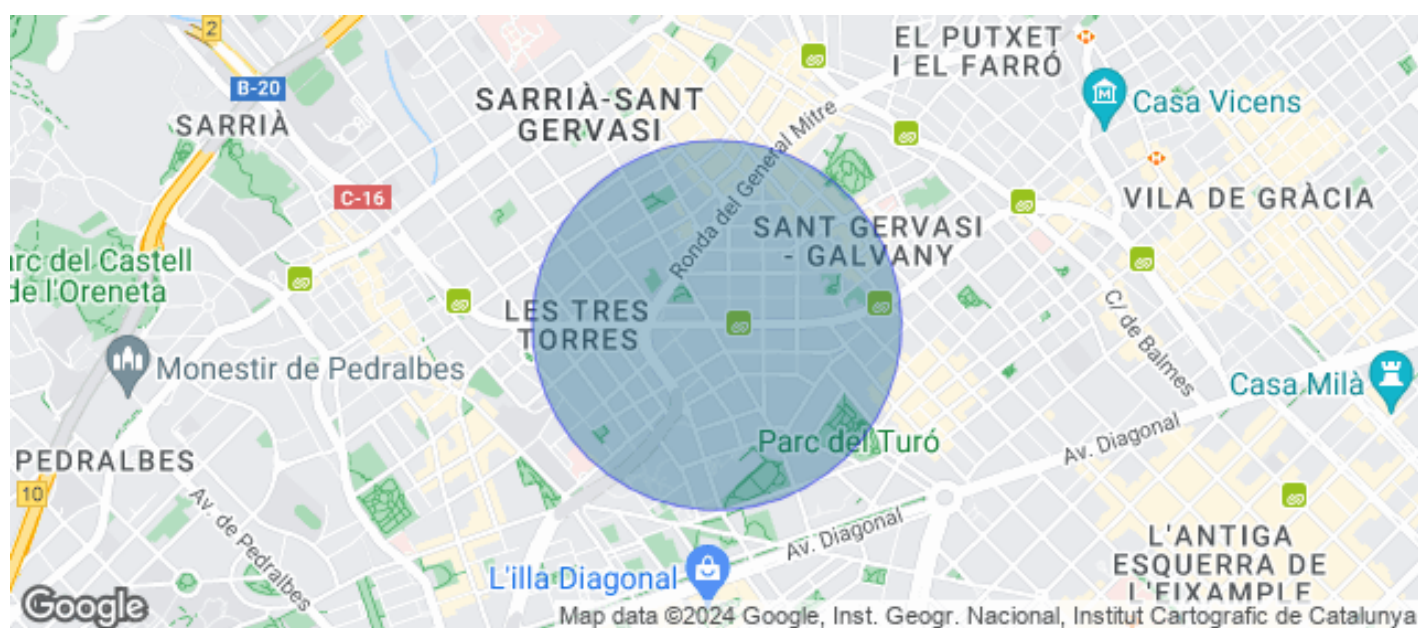 EL PUTXET
I EL FARRÓ
2
B-20
SARRIÀ-SANT
GERVASI
Casa Vicens
SARRIÀ
Ronda del General Mitre
C-16
VILA DE GRÀCIA
SANT GERVASI
- GALVANY
arc del Castell
de l'Oreneta
LES TRES
TORRES
C/ de Balmes
Monestir de Pedralbes
Casa Milà
Parc del Turó
Av. Diagonal
PEDRALBES
10
Av. de Pedralbes
Av. Diagonal
L'ANTIGA
ESQUERRA DE
L'EIXAMPLE
L'illa Diagonal
Google
Map data ©2024 Google, Inst. Geogr. Nacional, Institut Cartografic de Catalunya